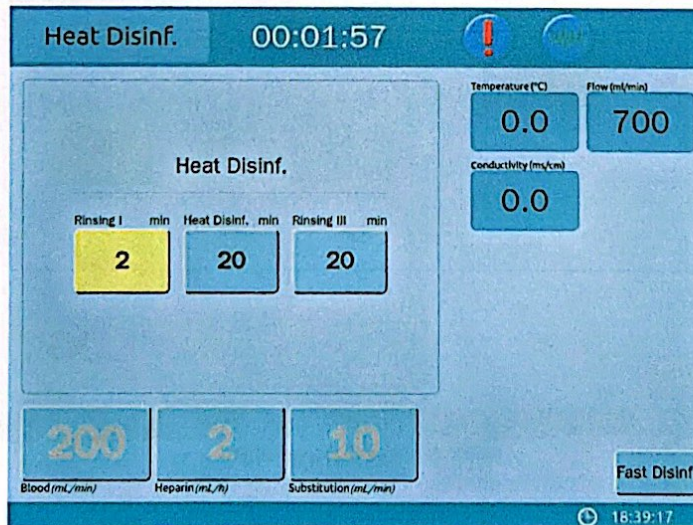 Heat Disinf. 00:01:57
Temperature (°C) Flow (ml/min)
0.0 700
Conductivity (ms/cm)
0.0
Heat Disinf.
Rinsing I min Heat Disinf. min Rinsing III min
2 20 20
200 2 10
Blood (mL/min) Heparin (mL/h) Substitution (mL/min)
Fast Disinf
18:39:17